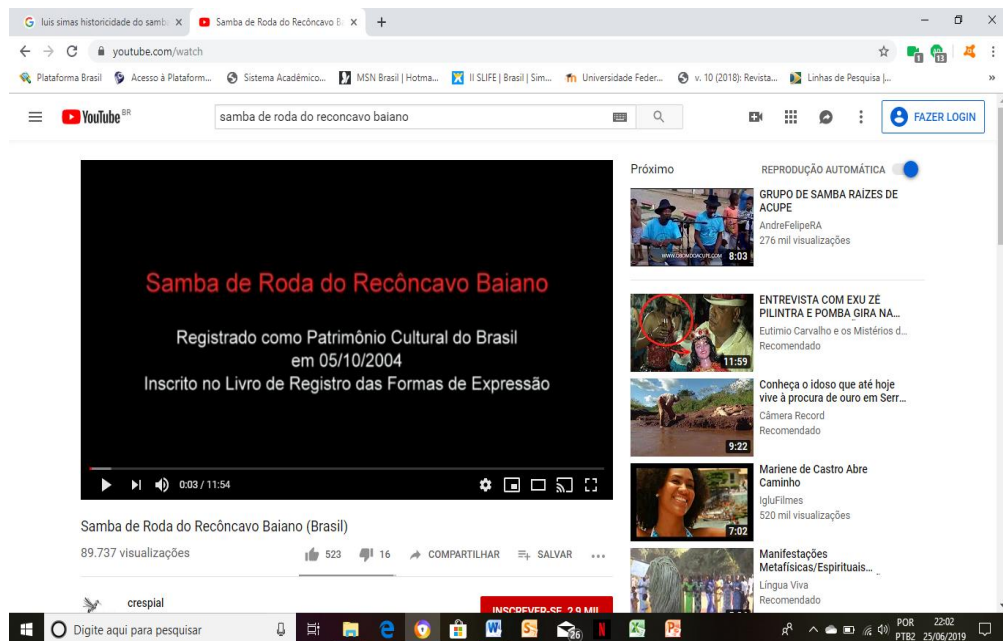 luis simas historicidade do samb
Samba de Roda do Recôncavo B
youtube.com/watch
Plataforma Brasil
Acesso à Plataform...
Sistema Acadêmico...
MSN Brasil | Hotma...
II SLIFE | Brasil | Sim...
Universidade Feder...
v. 10 (2018): Revista...
Linhas de Pesquisa |...
1
13
YouTube BR
samba de roda do reconcavo baiano
FAZER LOGIN
Samba de Roda do Recôncavo Baiano
Registrado como Patrimônio Cultural do Brasil
em 05/10/2004
Inscrito no Livro de Registro das Formas de Expressão
0:03 / 11:54
Samba de Roda do Recôncavo Baiano (Brasil)
89.737 visualizações
523
16
COMPARTILHAR
SALVAR
crespial
INSCREVER-SE 2,9 MIL
Próximo
REPRODUÇÃO AUTOMÁTICA
GRUPO DE SAMBA RAÍZES DE
ACUPE
AndreFelipeRA
276 mil visualizações
8:03
ENTREVISTA COM EXU ZÉ
PILINTRA E POMBA GIRA NA...
Eutimio Carvalho e os Mistérios d...
Recomendado
11:59
Conheça o idoso que até hoje
vive à procura de ouro em Serr...
Câmera Record
Recomendado
9:22
Mariene de Castro Abre
Caminho
IgluFilmes
520 mil visualizações
7:02
Manifestações
Metafísicas/Espirituais...
Língua Viva
Recomendado
Digite aqui para pesquisar
26
POR
PTB2
22:02
25/06/2019